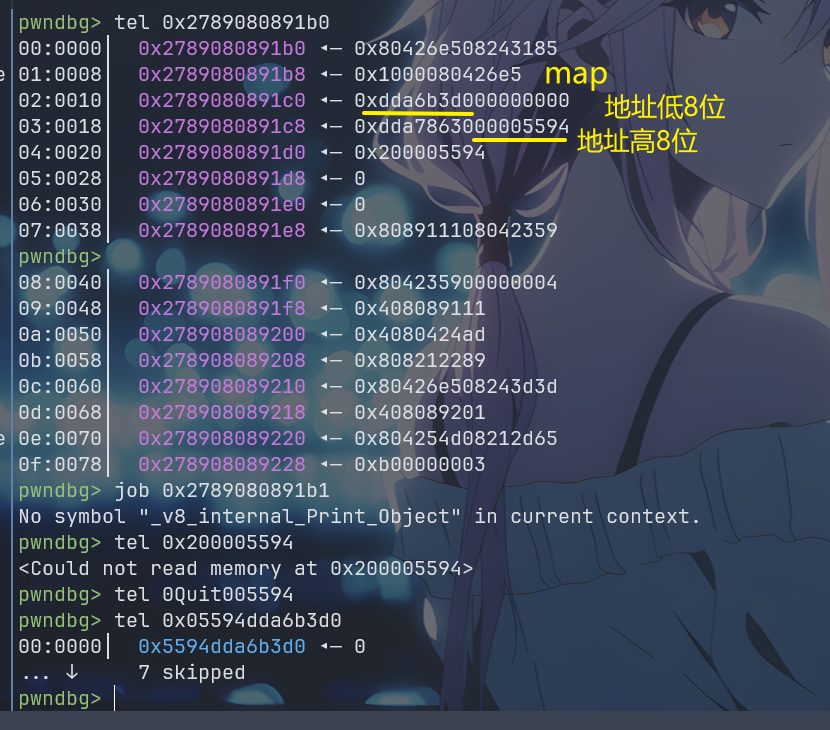 pwndbg> tel 0x2789080891b0
00:0000│ 0x2789080891b0 ◂— 0x80426e508243185
e 01:0008│ 0x2789080891b8 ◂— 0x1000080426e5 map
02:0010│ 0x2789080891c0 ◂— 0xdda6b3d000000000 地址低8位
03:0018│ 0x2789080891c8 ◂— 0xdda7863000005594 地址高8位
04:0020│ 0x2789080891d0 ◂— 0x200005594
05:0028│ 0x2789080891d8 ◂— 0
06:0030│ 0x2789080891e0 ◂— 0
07:0038│ 0x2789080891e8 ◂— 0x808911108042359
pwndbg>
08:0040│ 0x2789080891f0 ◂— 0x804235900000004
09:0048│ 0x2789080891f8 ◂— 0x408089111
0a:0050│ 0x278908089200 ◂— 0x4080424ad
0b:0058│ 0x278908089208 ◂— 0x808212289
0c:0060│ 0x278908089210 ◂— 0x80426e508243d3d
0d:0068│ 0x278908089218 ◂— 0x408089201
e 0e:0070│ 0x278908089220 ◂— 0x804254d08212d65
0f:0078│ 0x278908089228 ◂— 0xb00000003
pwndbg> job 0x2789080891b1
No symbol "_v8_internal_Print_Object" in current context.
pwndbg> tel 0x200005594
<Could not read memory at 0x200005594>
pwndbg> tel 0Quit005594
pwndbg> tel 0x05594dda6b3d0
00:0000│ 0x5594dda6b3d0 ◂— 0
... ↓ 7 skipped
pwndbg>